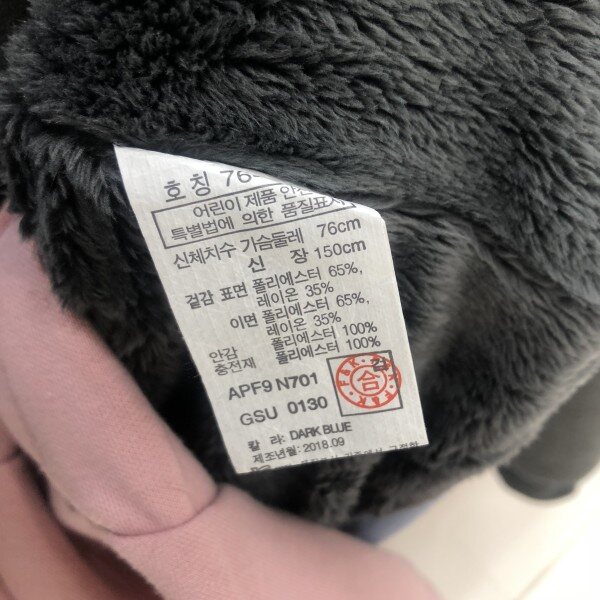 호칭 76
어린이 제품 안전
특별법에 의한 품질표시
신체치수 가슴둘레 76cm
신 장 150cm
겉감 표면 폴리에스터 65%,
레이온 35%
이면 폴리에스터 65%,
레이온 35%
안감 폴리에스터 100%
충전재 폴리에스터 100%
APF9 N701
GSU 0130
검
合
칼 라: DARK BLUE
제조년월: 2018.09